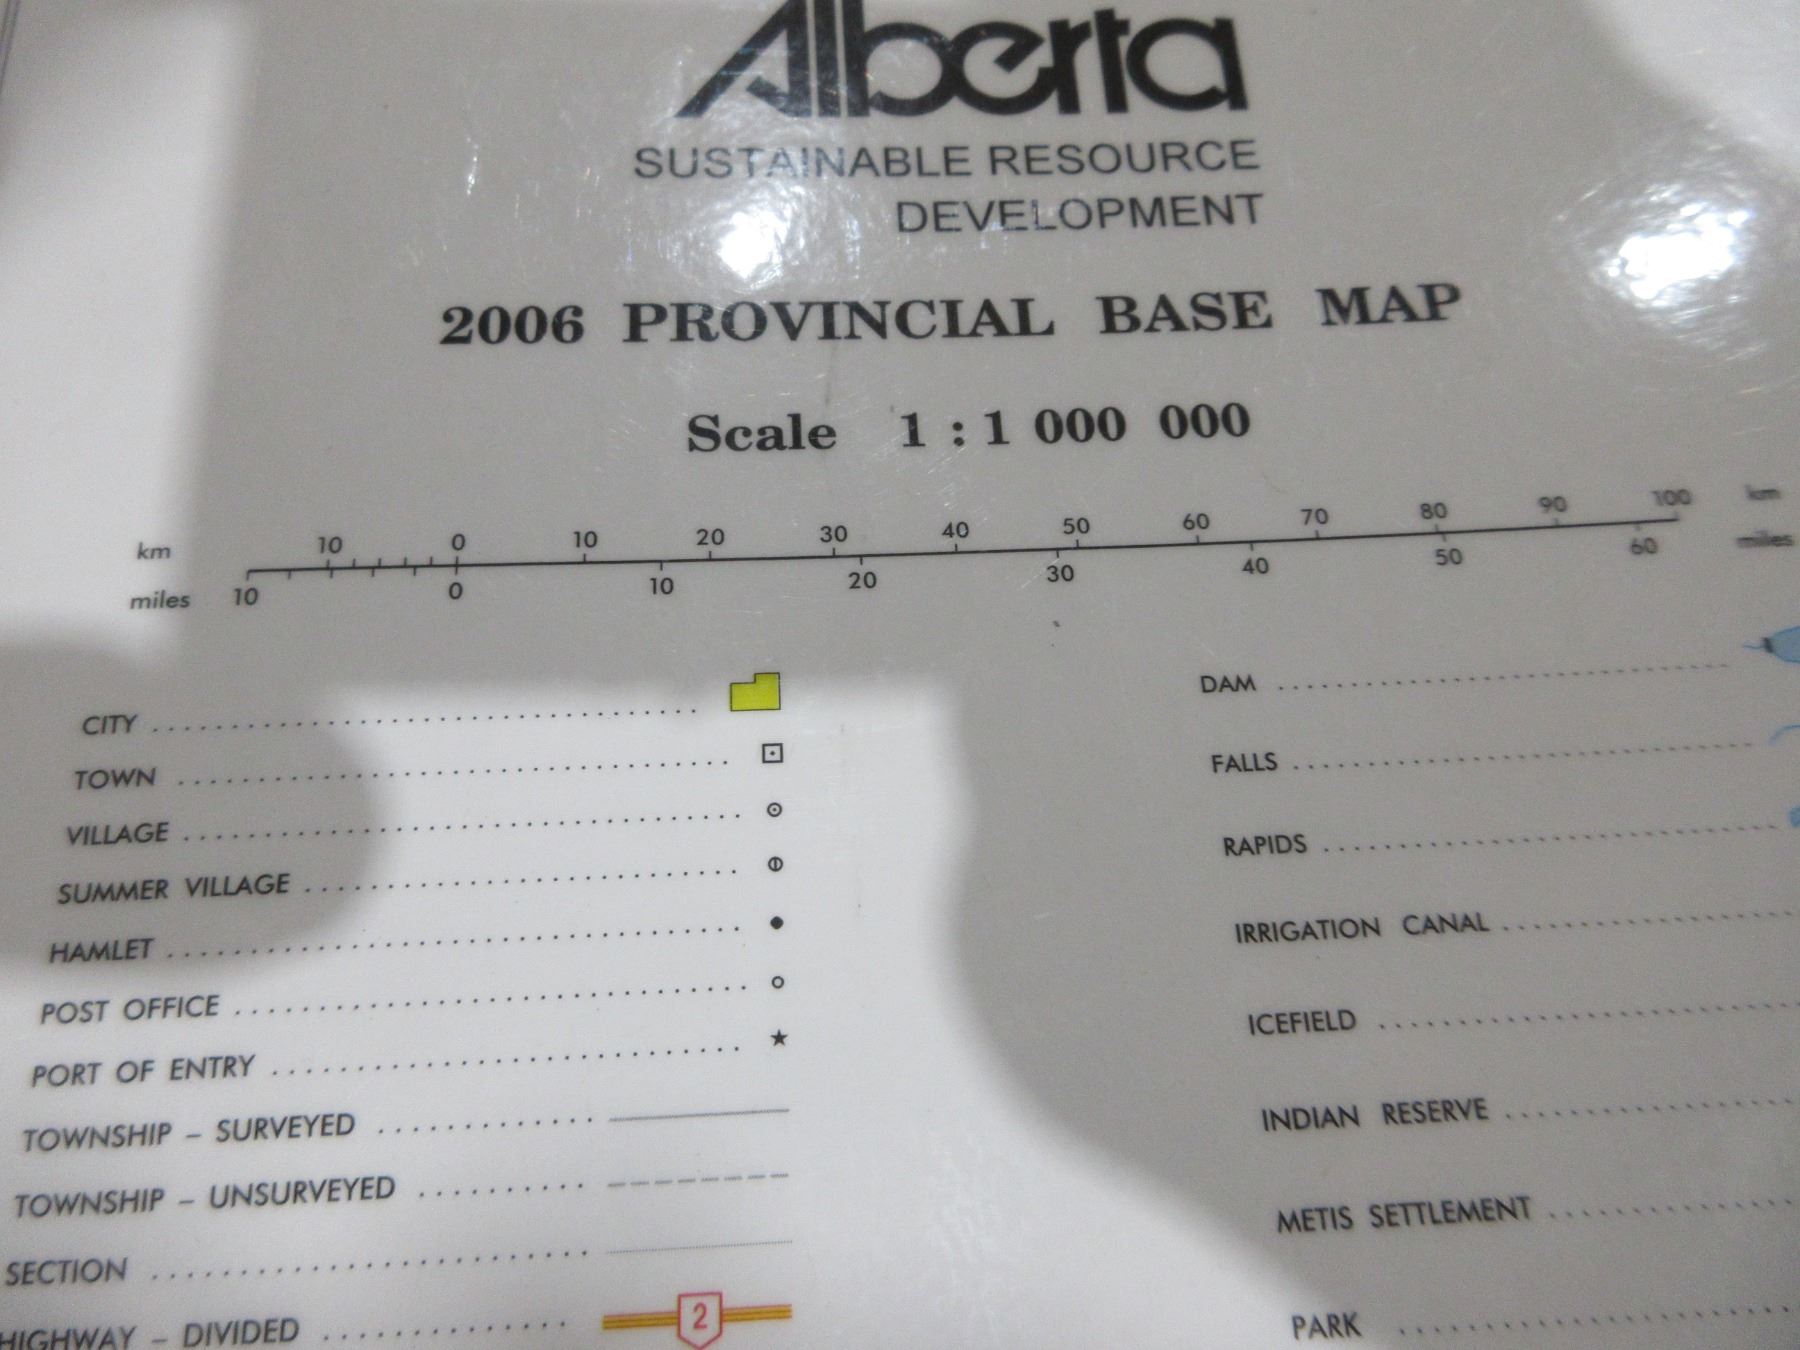 Alberta
SUSTAINABLE RESOURCE
DEVELOPMENT
2006 PROVINCIAL BASE MAP
Scale 1 : 1 000 000
km 10 0 10 20 30 40 50 60 70 80 90 100 km
miles 10 0 10 20 30 40 50 60 miles
CITY
TOWN
VILLAGE
SUMMER VILLAGE
HAMLET
POST OFFICE
PORT OF ENTRY
TOWNSHIP – SURVEYED
TOWNSHIP – UNSURVEYED
SECTION
HIGHWAY – DIVIDED 2
DAM
FALLS
RAPIDS
IRRIGATION CANAL
ICEFIELD
INDIAN RESERVE
METIS SETTLEMENT
PARK